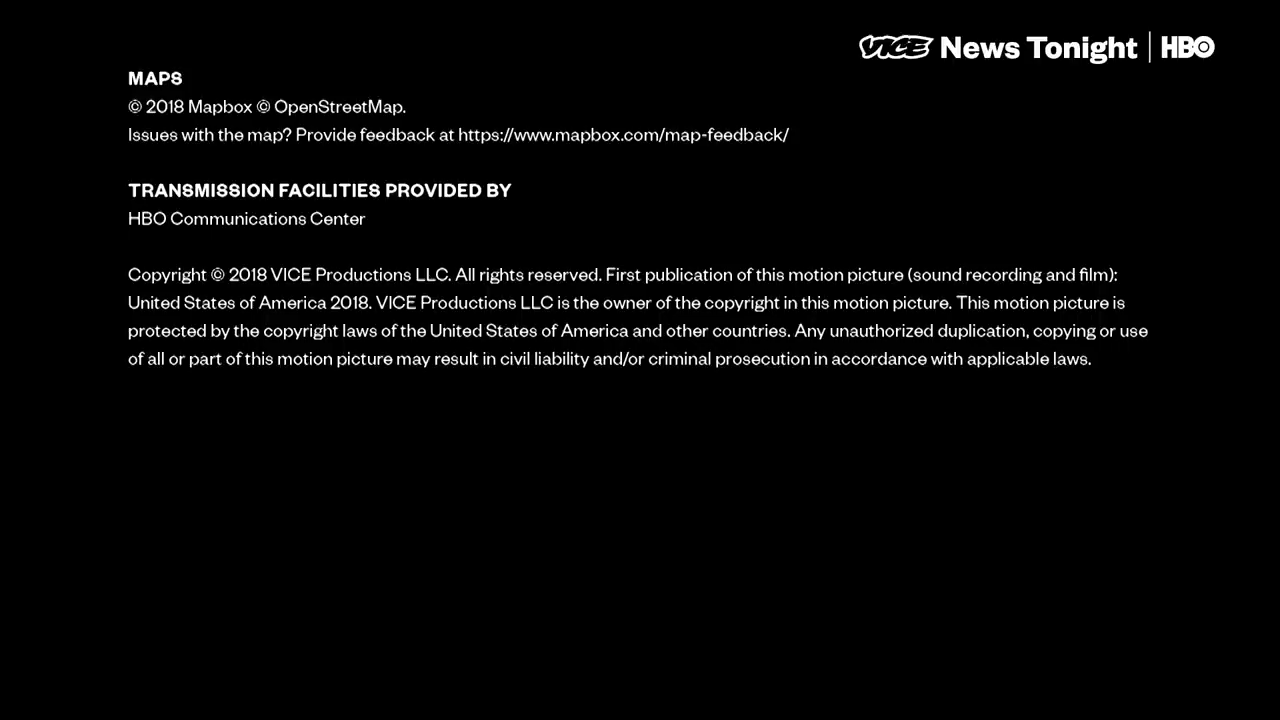 VICE News Tonight | HBO
MAPS
© 2018 Mapbox © OpenStreetMap.
Issues with the map? Provide feedback at https://www.mapbox.com/map-feedback/
TRANSMISSION FACILITIES PROVIDED BY
HBO Communications Center
Copyright © 2018 VICE Productions LLC. All rights reserved. First publication of this motion picture (sound recording and film):
United States of America 2018. VICE Productions LLC is the owner of the copyright in this motion picture. This motion picture is
protected by the copyright laws of the United States of America and other countries. Any unauthorized duplication, copying or use
of all or part of this motion picture may result in civil liability and/or criminal prosecution in accordance with applicable laws.